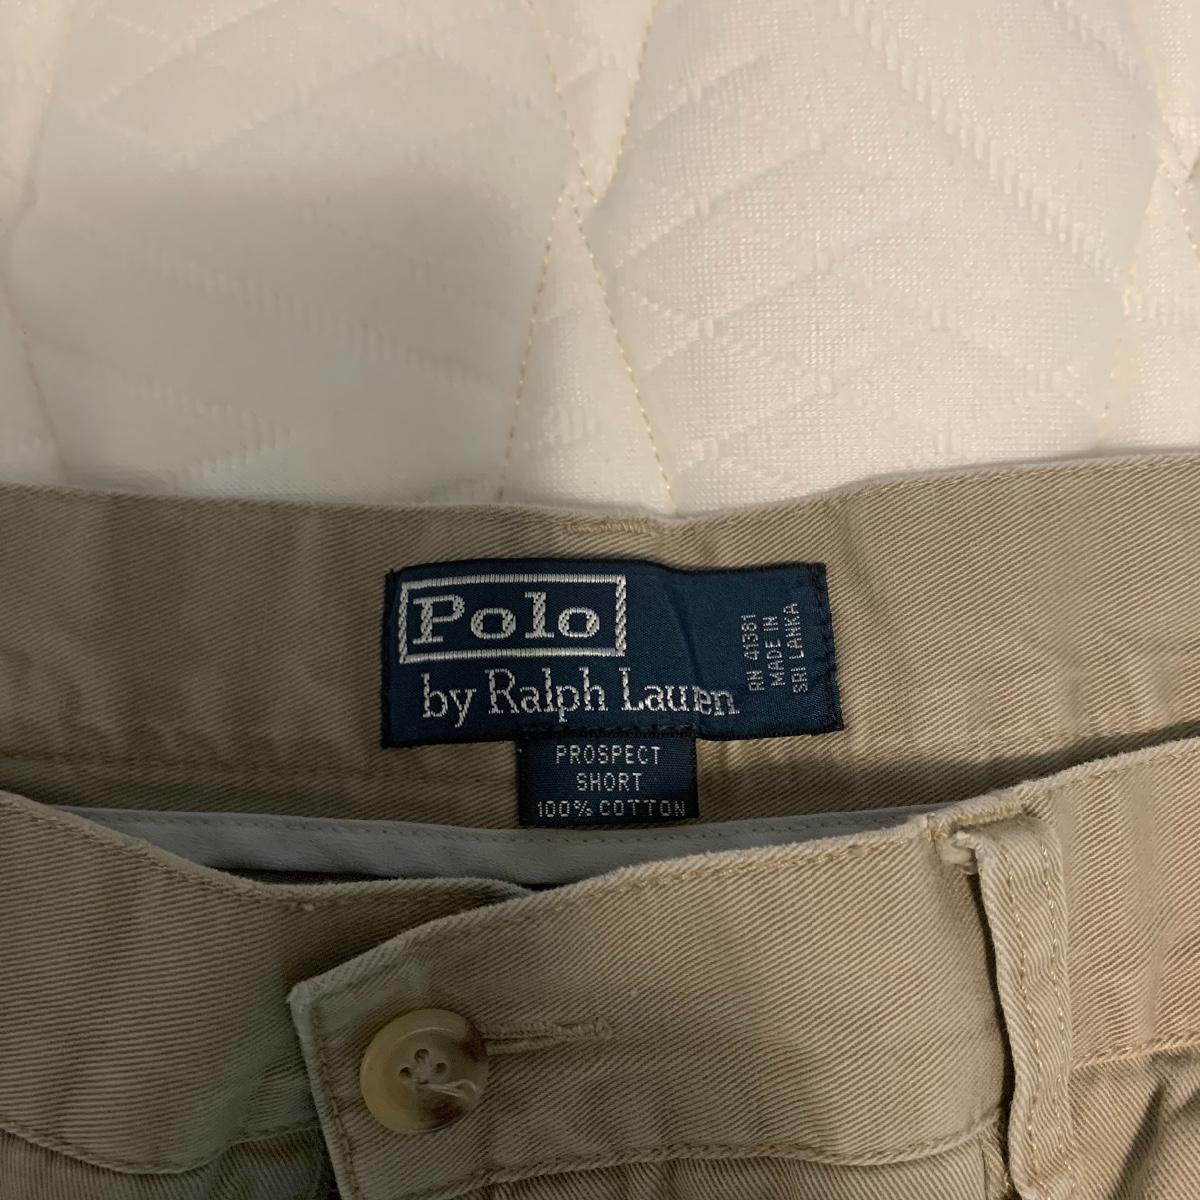 Polo
by Ralph Lauren
RN 41381
MADE IN
SRI LANKA
PROSPECT
SHORT
100% COTTON